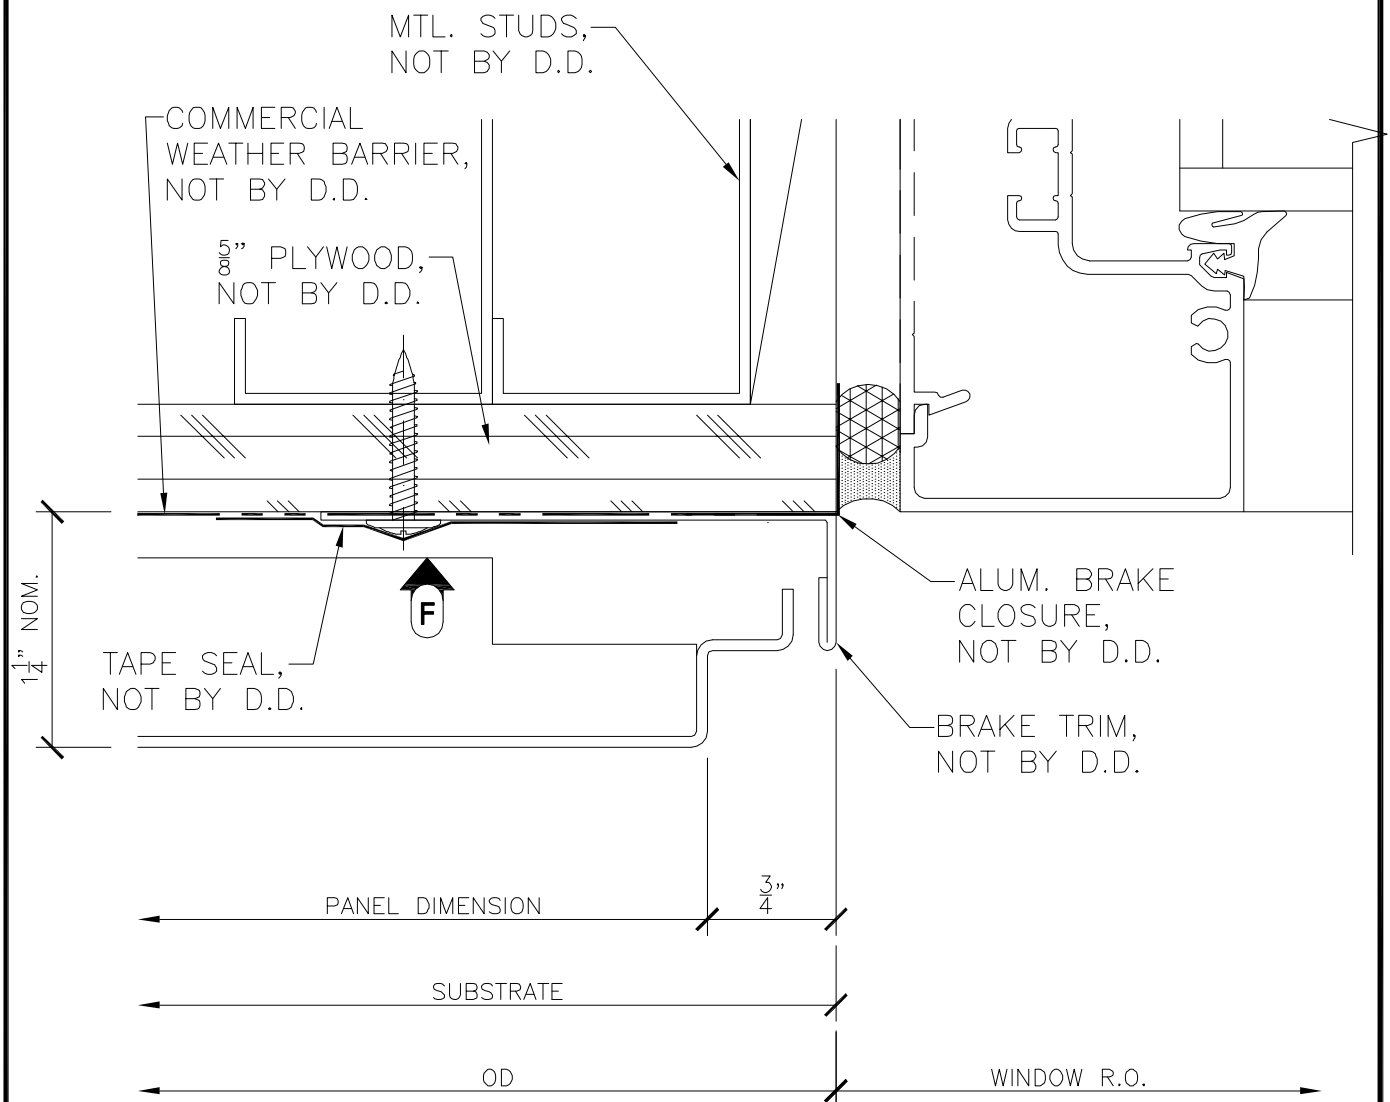 MTL. STUDS,
NOT BY D.D.
COMMERCIAL
WEATHER BARRIER,
NOT BY D.D.
5/8" PLYWOOD,
NOT BY D.D.
1 1/4" NOM.
F
TAPE SEAL,
NOT BY D.D.
ALUM. BRAKE
CLOSURE,
NOT BY D.D.
BRAKE TRIM,
NOT BY D.D.
PANEL DIMENSION
3/4"
SUBSTRATE
OD
WINDOW R.O.